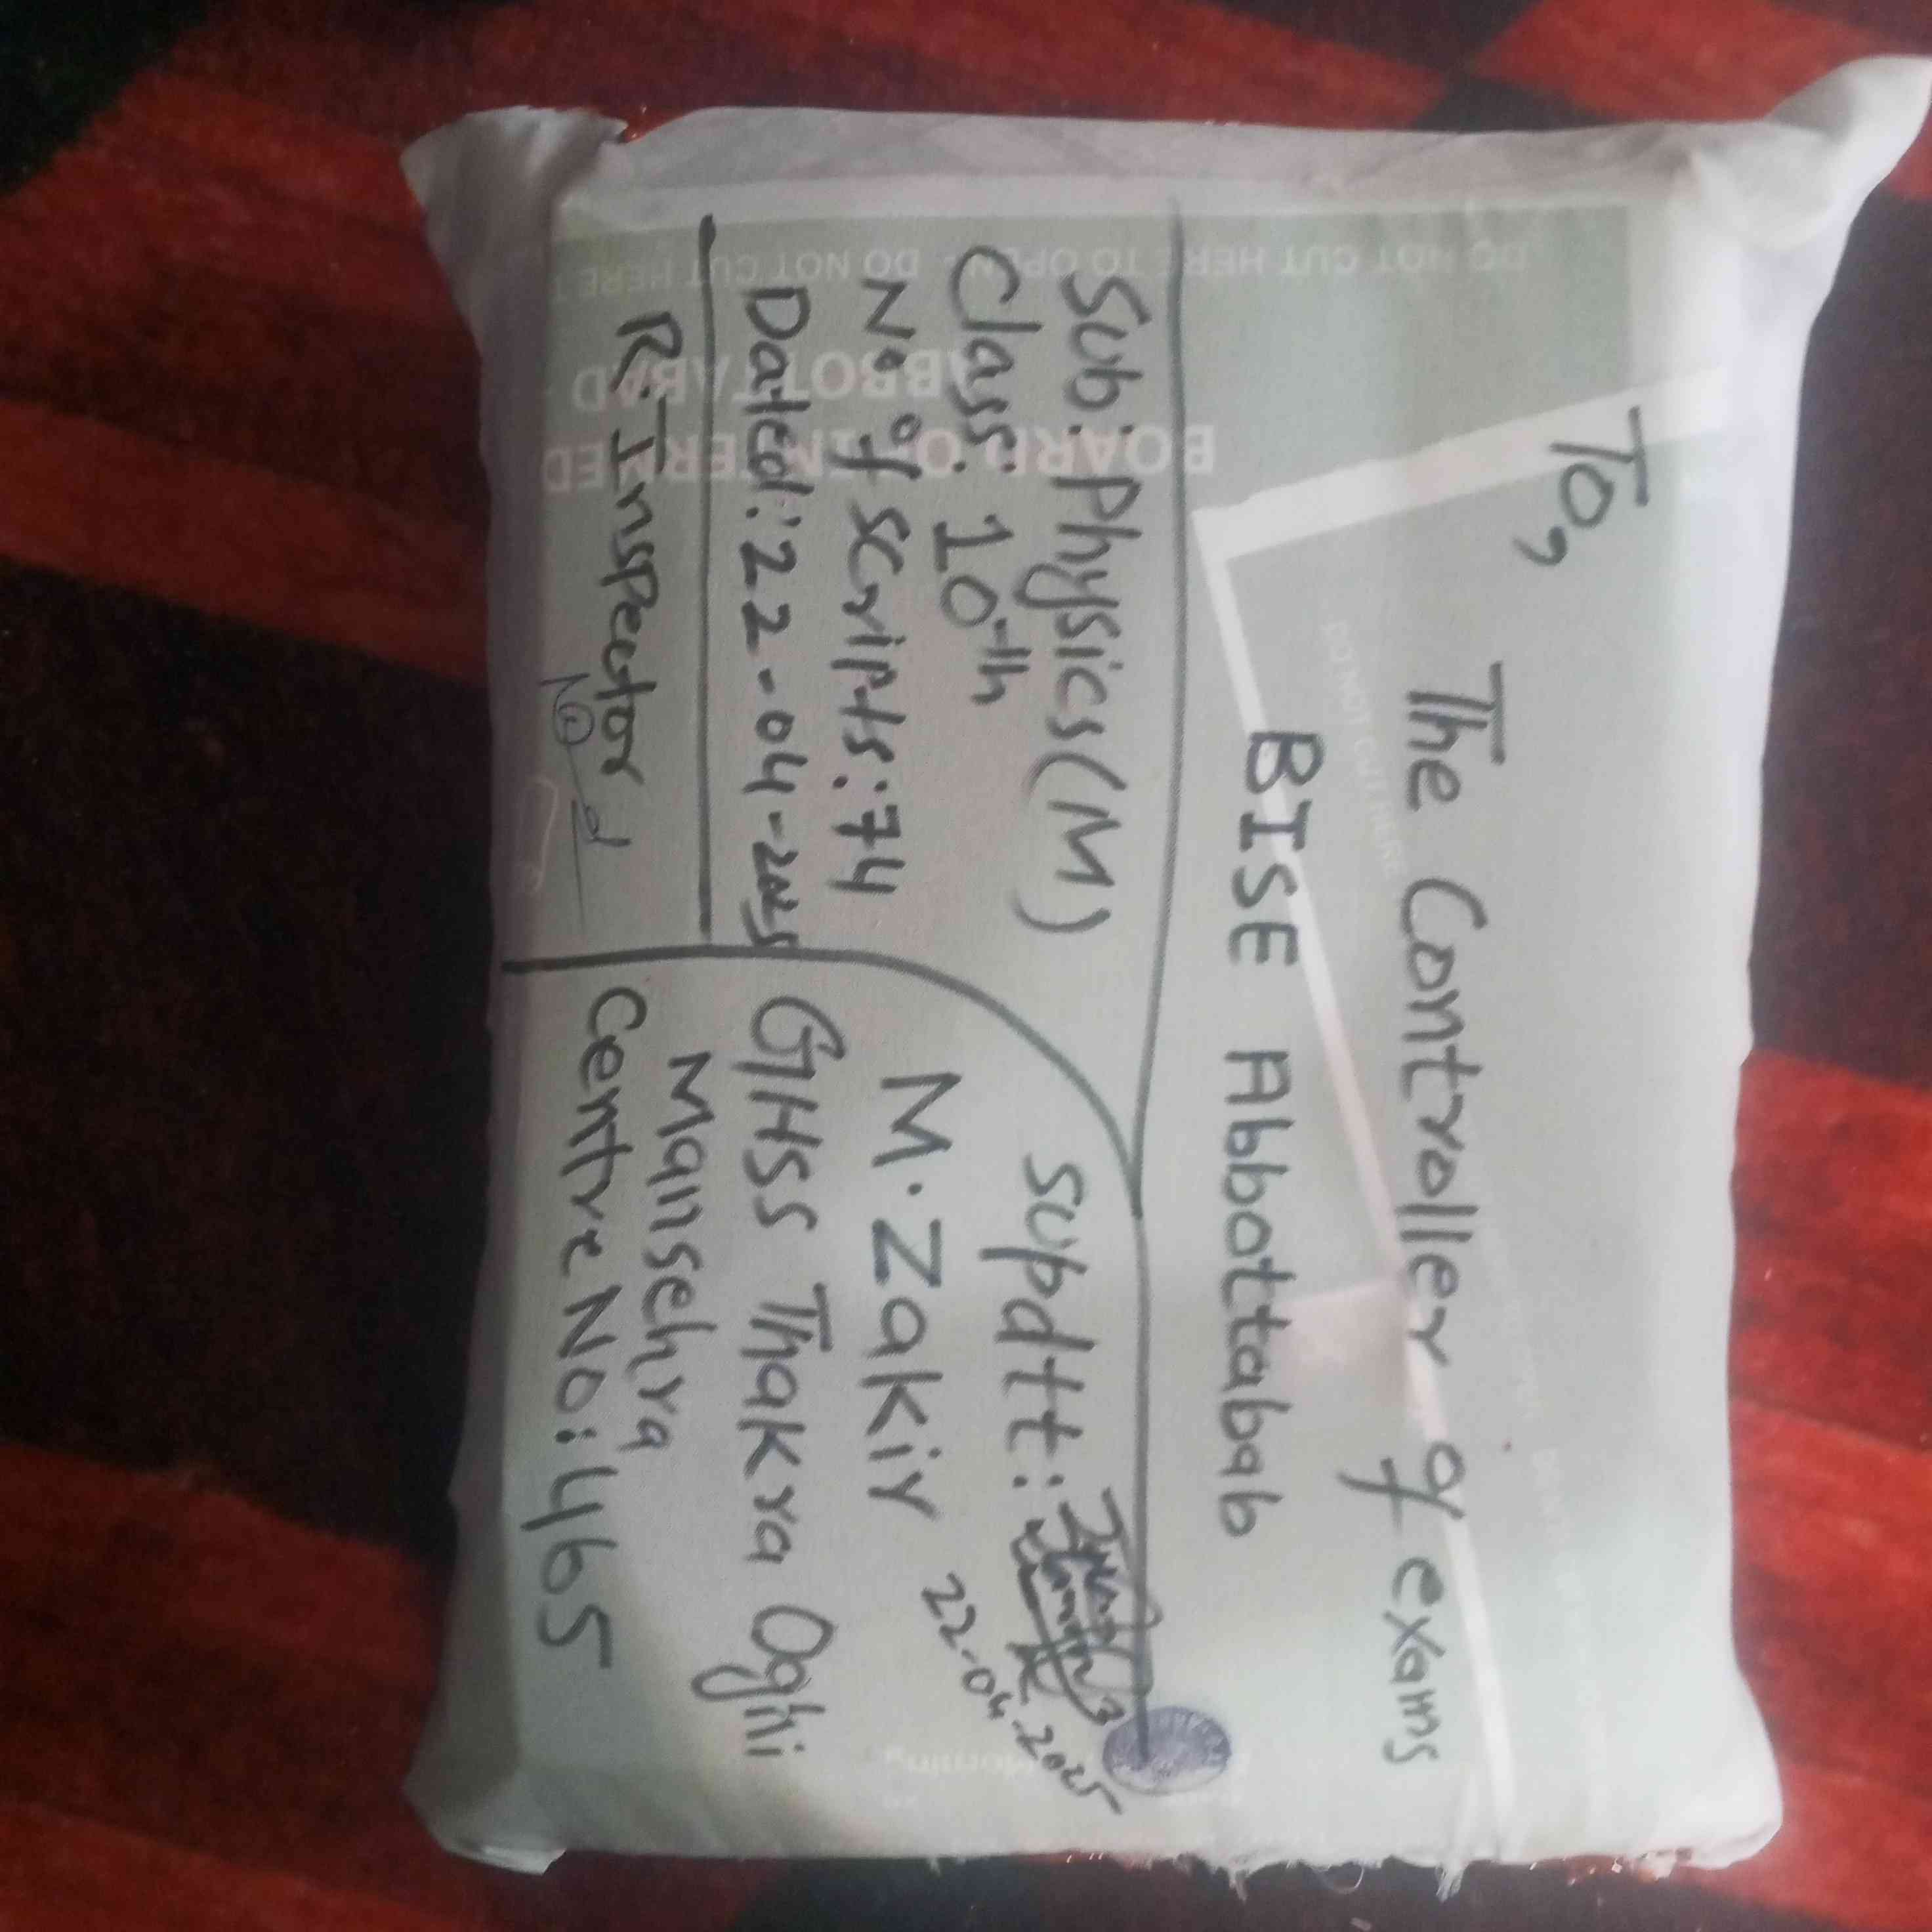 To,
The Controller of exams
BISE Abbottabab
Sub: Physics(M)
Class: 10th
No of scripts: 74
Dated: 22-04-2025
R. Inspector
Supdtt:
22-04-2025
M. Zakir
GHSS Thakra Oghi
Mansehra
Centre No: 465
DO NOT CUT HERE TO OPEN DO NOT CUT HERE
BOARD OF INTERMED
ABBOTTABAD